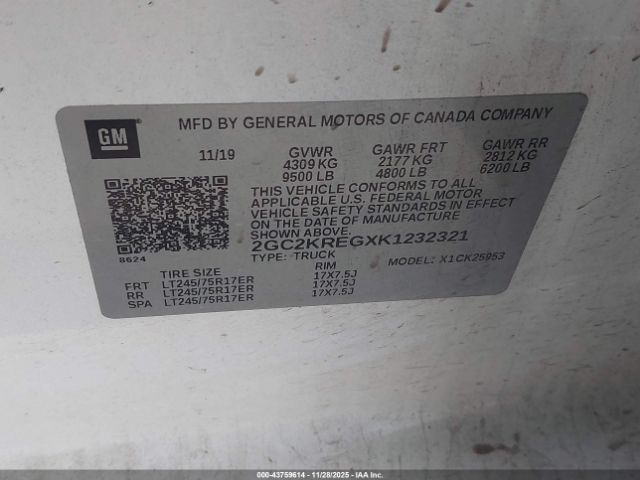 GM
MFD BY GENERAL MOTORS OF CANADA COMPANY
11/19 GVWR GAWR FRT GAWR RR
4309 KG 2177 KG 2812 KG
9500 LB 4800 LB 6200 LB
THIS VEHICLE CONFORMS TO ALL
APPLICABLE U.S. FEDERAL MOTOR
VEHICLE SAFETY STANDARDS IN EFFECT
ON THE DATE OF MANUFACTURE
SHOWN ABOVE.
2GC2KREGXK1232321
8624 TYPE: TRUCK MODEL: X1CK25953
TIRE SIZE RIM
FRT LT245/75R17ER 17X7.5J
RR LT245/75R17ER 17X7.5J
SPA LT245/75R17ER 17X7.5J
000-43759614 | 11/28/2025 | IAA Inc.